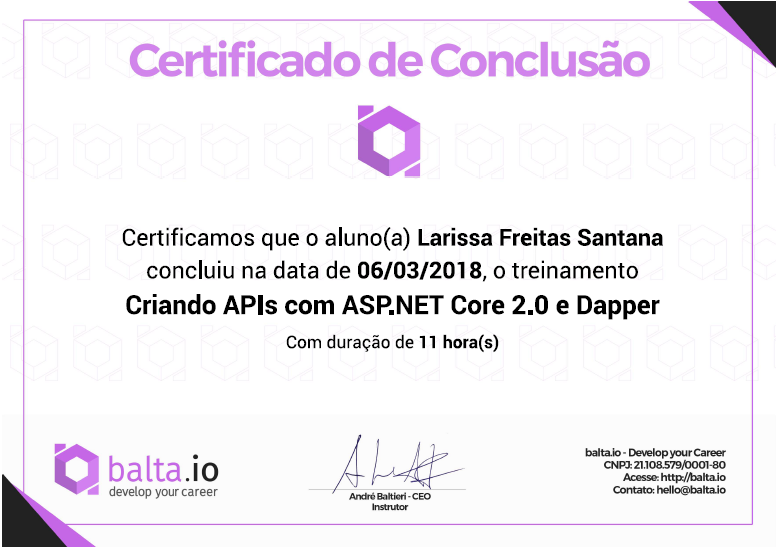 Certificado de Conclusão
Certificamos que o aluno(a) Larissa Freitas Santana
concluiu na data de 06/03/2018, o treinamento
Criando APIs com ASP.NET Core 2.0 e Dapper
Com duração de 11 hora(s)
balta.io
develop your career
André Baltieri - CEO
Instrutor
balta.io - Develop your Career
CNPJ: 21.108.579/0001-80
Acesse: http://balta.io
Contato: hello@balta.io